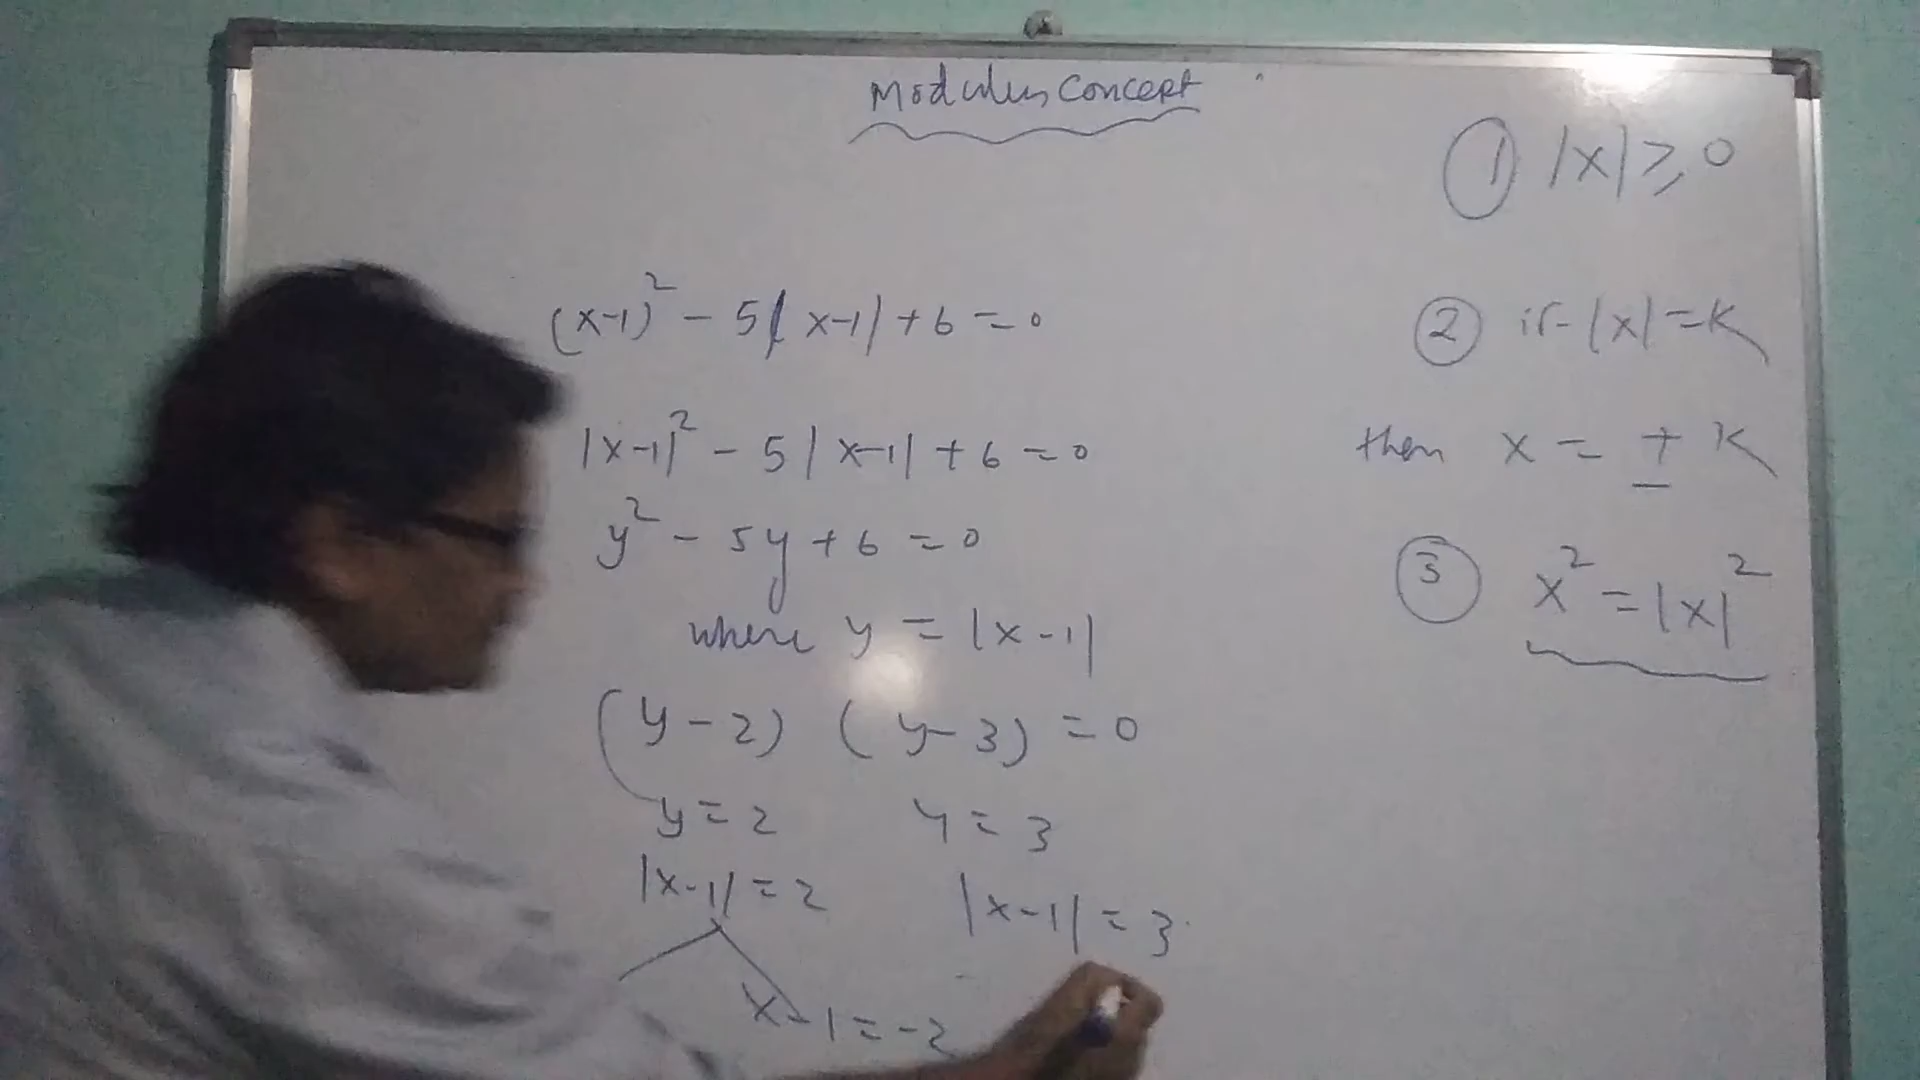 Modulus Concept
(x-1)² - 5|x-1| + 6 = 0
|x-1|² - 5|x-1| + 6 = 0
y² - 5y + 6 = 0
where y = |x-1|
(y-2) (y-3) = 0
y = 2 y = 3
|x-1| = 2 |x-1| = 3
x-1 = -2
① |x| ≥ 0
② if |x| = K
then x = ± K
③ x² = |x|²